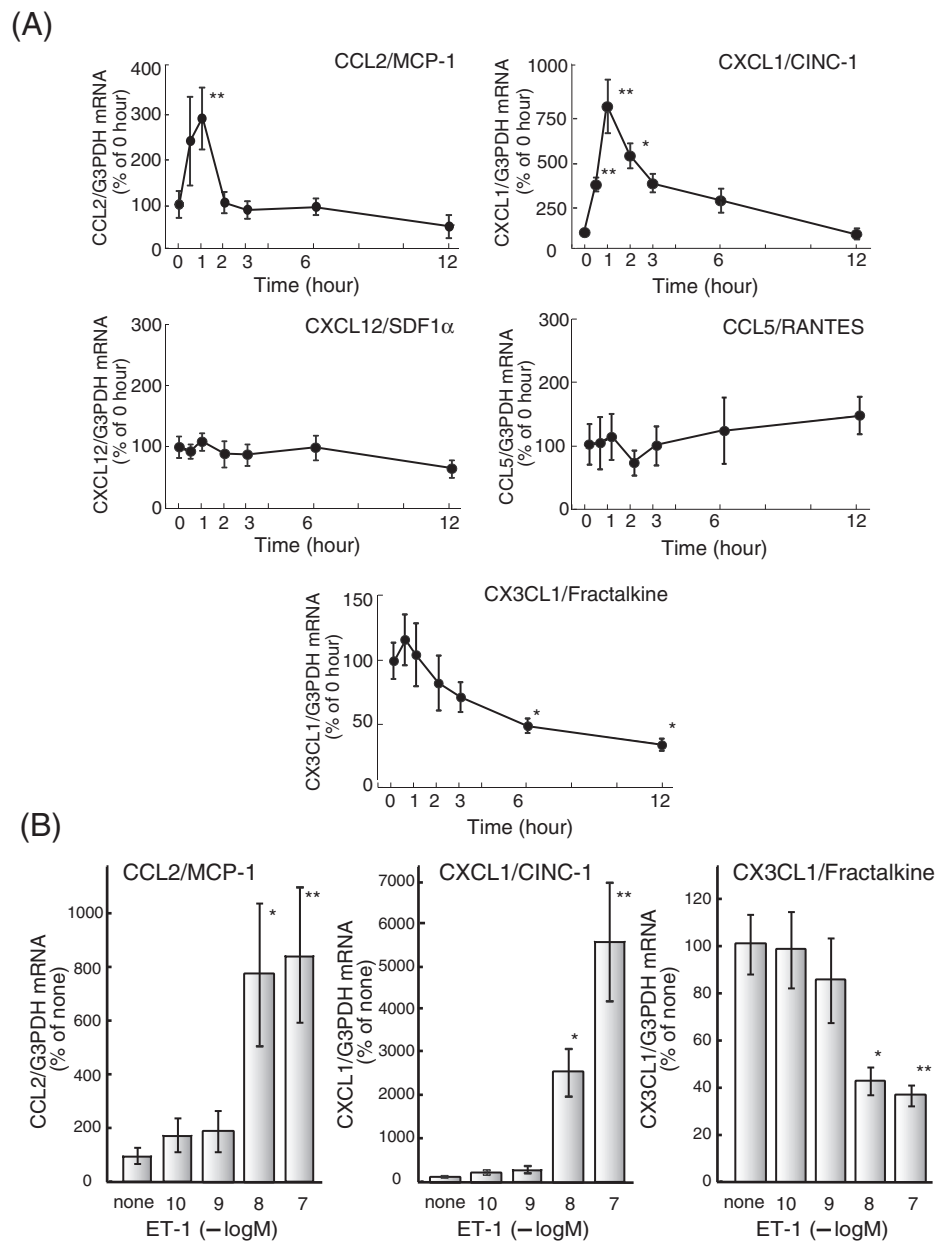 (A)
CCL2/MCP-1
CCL2/G3PDH mRNA
(% of 0 hour)
400
300
200
100
0
0 1 2 3 6 12
Time (hour)
CXCL1/CINC-1
CXCL1/G3PDH mRNA
(% of 0 hour)
1000
750
500
250
0
0 1 2 3 6 12
Time (hour)
**
**
**
*
CXCL12/SDF1α
CXCL12/G3PDH mRNA
(% of 0 hour)
300
200
100
0
0 1 2 3 6 12
Time (hour)
CCL5/RANTES
CCL5/G3PDH mRNA
(% of 0 hour)
300
200
100
0
0 1 2 3 6 12
Time (hour)
CX3CL1/Fractalkine
CX3CL1/G3PDH mRNA
(% of 0 hour)
150
100
50
0
*
*
0 1 2 3 6 12
Time (hour)
(B)
CCL2/MCP-1
CCL2/G3PDH mRNA
(% of none)
1000
800
600
400
200
0
*
**
none 10 9 8 7
ET-1 (−logM)
CXCL1/CINC-1
CXCL1/G3PDH mRNA
(% of none)
7000
6000
5000
4000
3000
2000
1000
0
*
**
none 10 9 8 7
ET-1 (−logM)
CX3CL1/Fractalkine
CX3CL1/G3PDH mRNA
(% of none)
120
100
80
60
40
20
0
*
**
none 10 9 8 7
ET-1 (−logM)